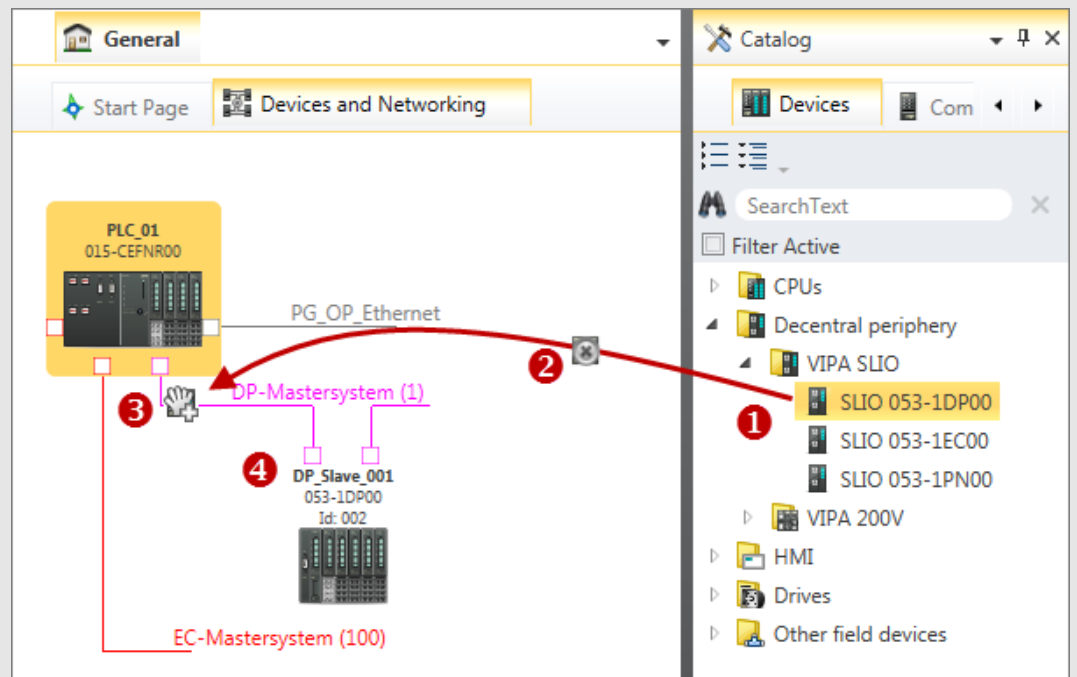 General
Start Page
Devices and Networking
PLC_01
015-CEFNR00
PG_OP_Ethernet
2
3
DP-Mastersystem (1)
4
DP_Slave_001
053-1DP00
Id: 002
EC-Mastersystem (100)
Catalog
Devices
Com
SearchText
Filter Active
CPUs
Decentral periphery
VIPA SLIO
SLIO 053-1DP00
1
SLIO 053-1EC00
SLIO 053-1PN00
VIPA 200V
HMI
Drives
Other field devices